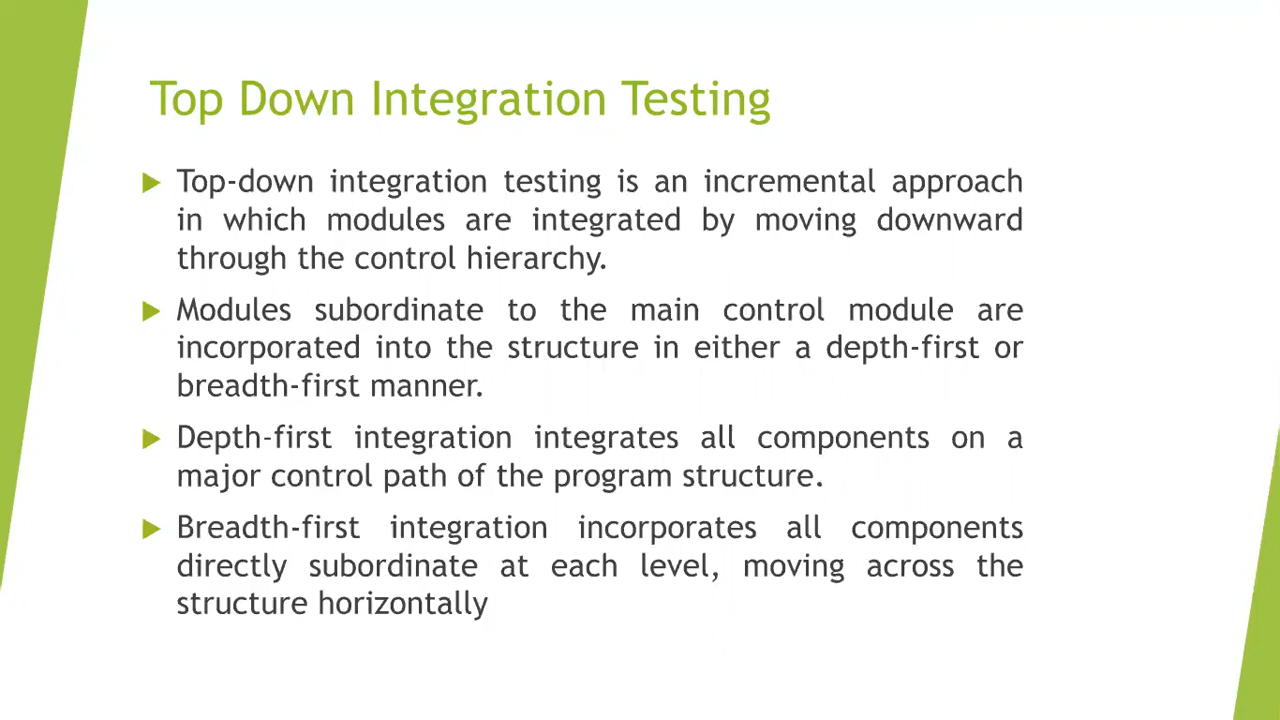 Top Down Integration Testing
Top-down integration testing is an incremental approach
in which modules are integrated by moving downward
through the control hierarchy.
Modules subordinate to the main control module are
incorporated into the structure in either a depth-first or
breadth-first manner.
Depth-first integration integrates all components on a
major control path of the program structure.
Breadth-first integration incorporates all components
directly subordinate at each level, moving across the
structure horizontally